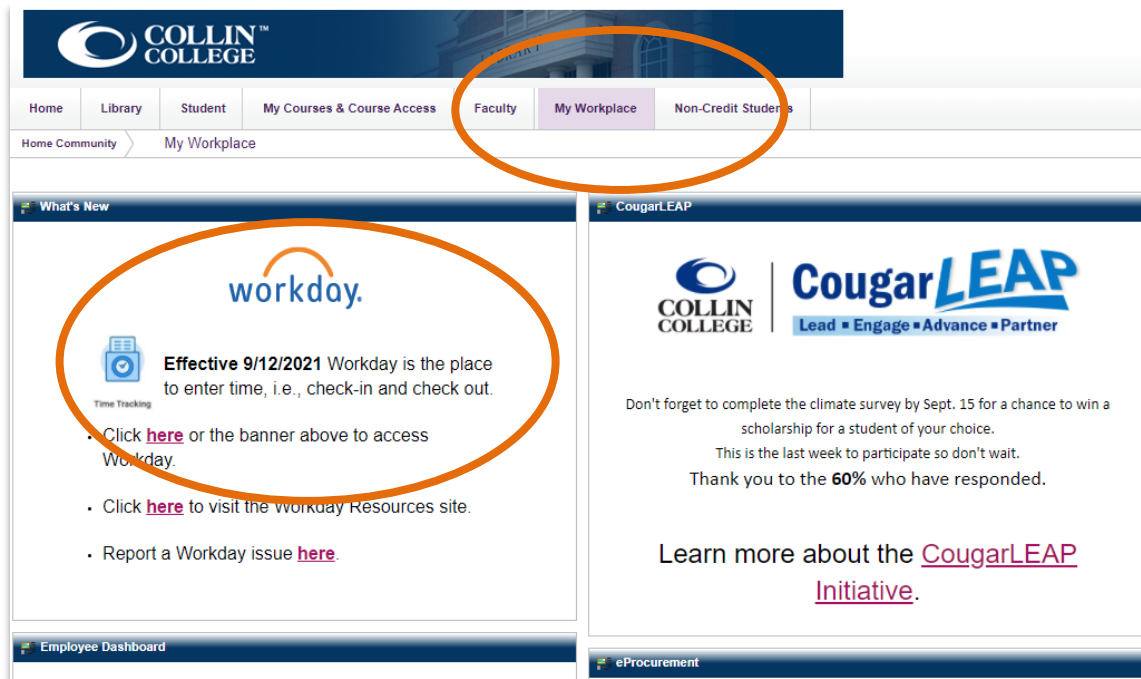 COLLIN™
COLLEGE
LIBRARY
Home Library Student My Courses & Course Access Faculty My Workplace Non-Credit Students
Home Community My Workplace
What's New
workday.
Time Tracking
Effective 9/12/2021 Workday is the place
to enter time, i.e., check-in and check out.
• Click here or the banner above to access
Workday.
• Click here to visit the Workday Resources site.
• Report a Workday issue here.
Employee Dashboard
CougarLEAP
COLLIN
COLLEGE
CougarLEAP
Lead ▪ Engage ▪ Advance ▪ Partner
Don't forget to complete the climate survey by Sept. 15 for a chance to win a
scholarship for a student of your choice.
This is the last week to participate so don't wait.
Thank you to the 60% who have responded.
Learn more about the CougarLEAP
Initiative.
eProcurement